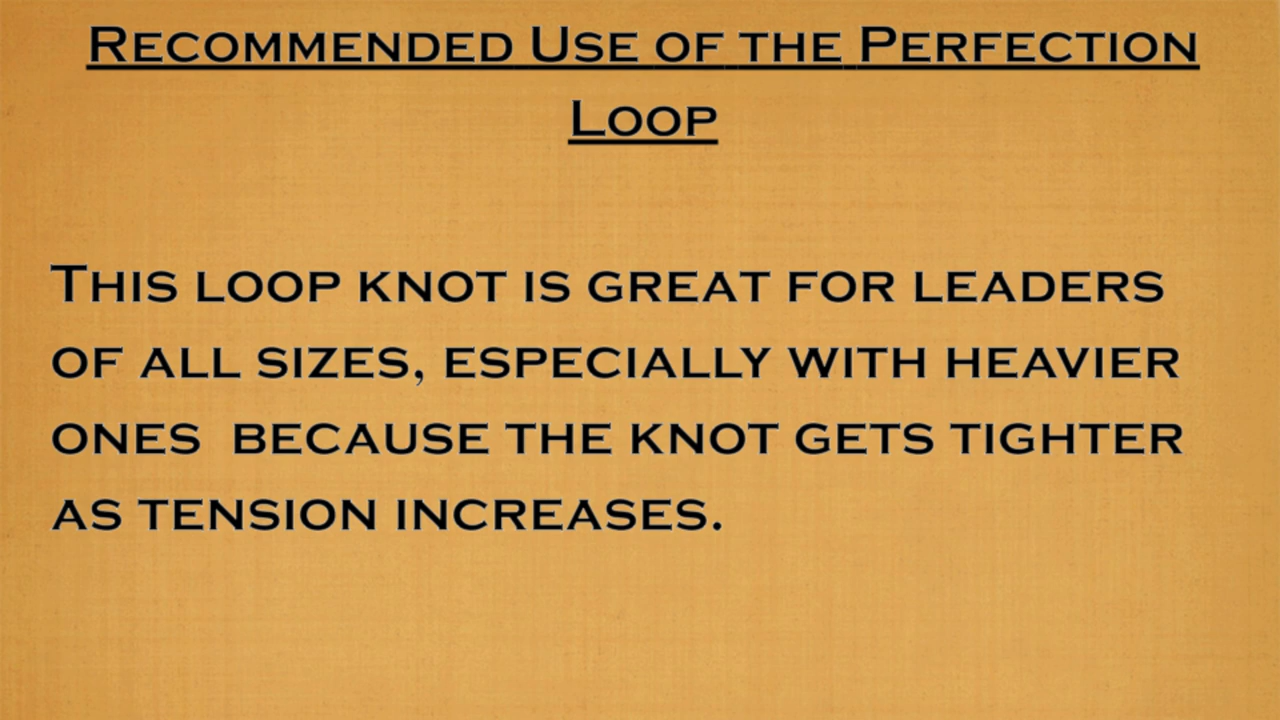 Recommended Use of the Perfection
Loop
This loop knot is great for leaders
of all sizes, especially with heavier
ones  because the knot gets tighter
as tension increases.